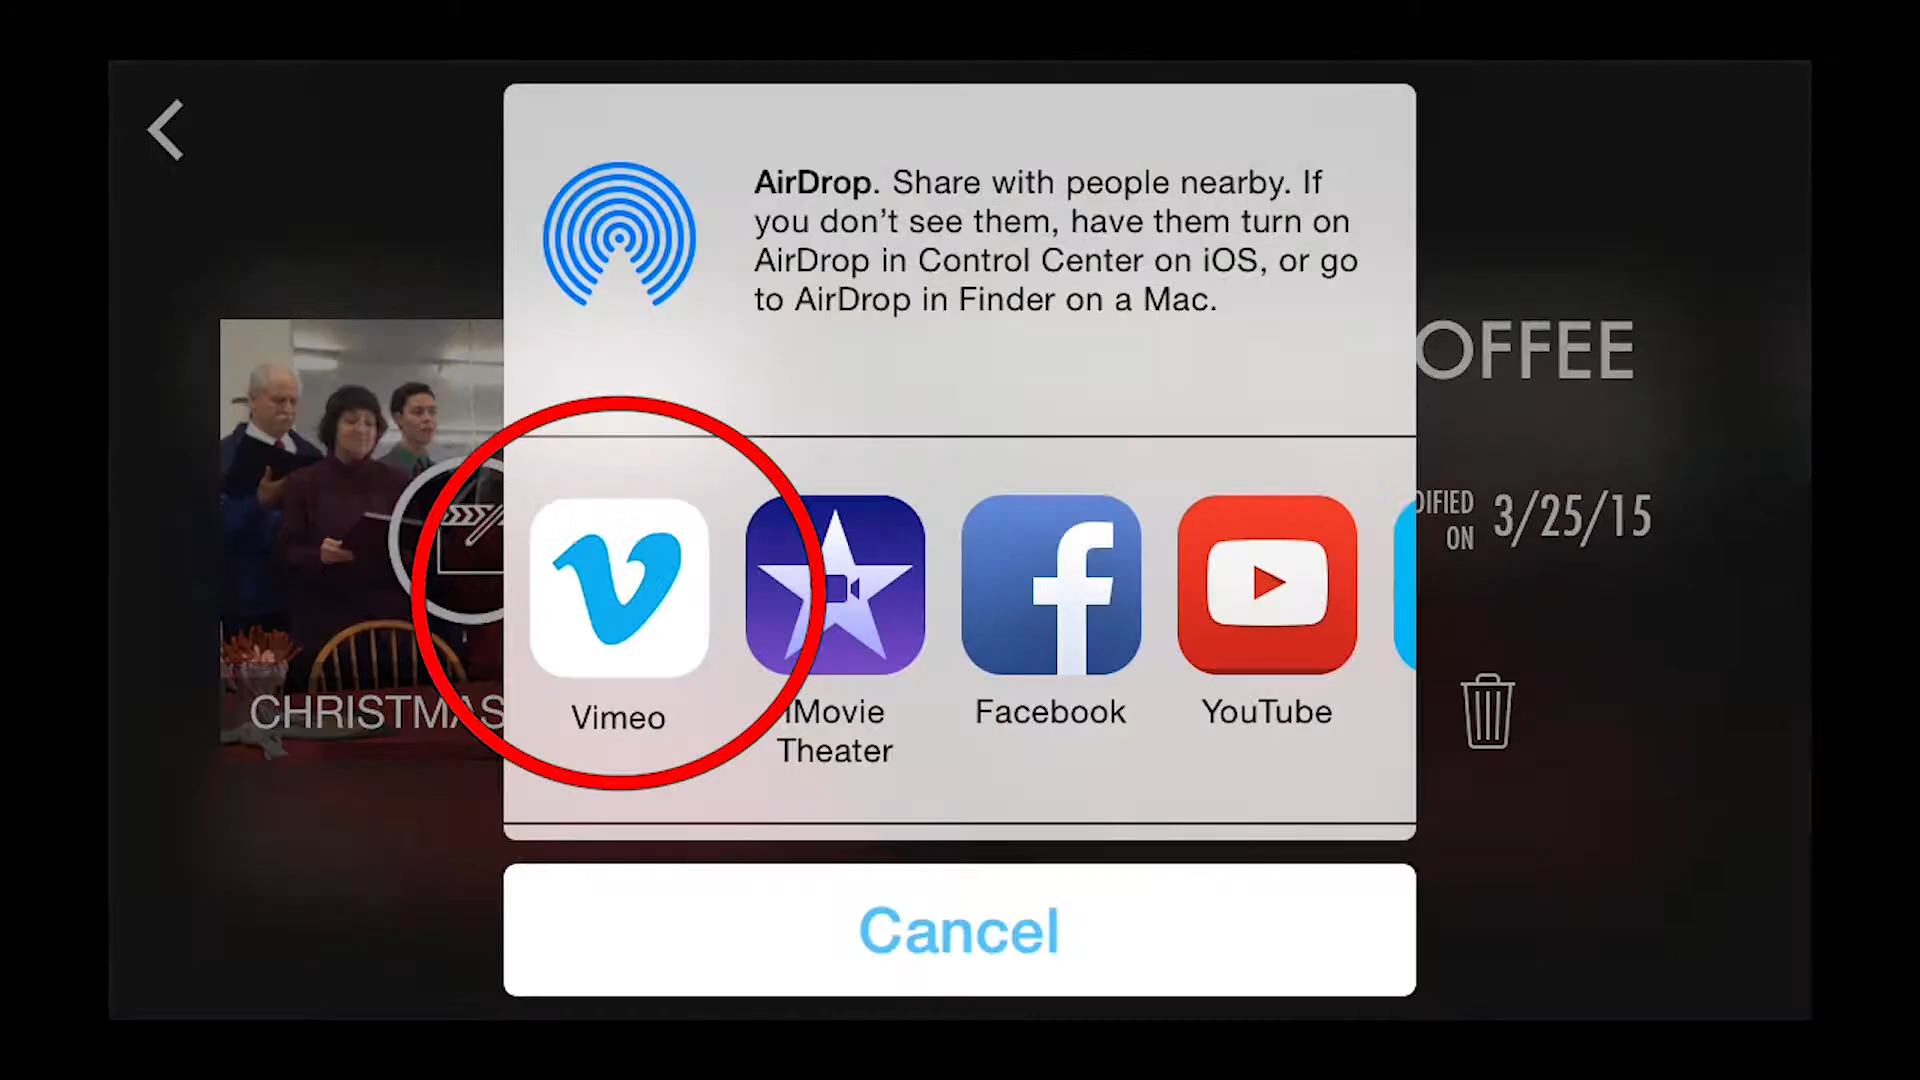 AirDrop. Share with people nearby. If
you don't see them, have them turn on
AirDrop in Control Center on iOS, or go
to AirDrop in Finder on a Mac.
OFFEE
DIFIED
ON
3/25/15
CHRISTMAS
Vimeo
iMovie
Theater
Facebook
YouTube
Cancel